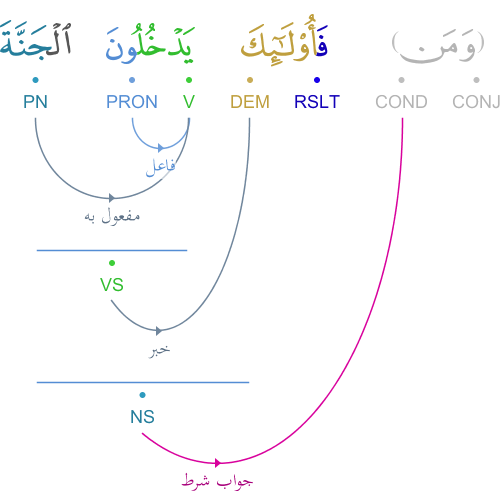 (وَمَن) فَأُو۟لَـٰٓئِكَ يَدْخُلُونَ ٱلْجَنَّةَ
CONJ COND RSLT DEM V PRON PN
فاعل
مفعول به
VS
خبر
NS
جواب شرط